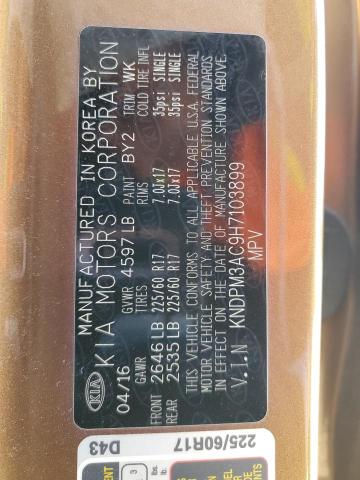 MANUFACTURED IN KOREA BY
KIA KIA MOTORS CORPORATION
04/16 GVWR 4597 LB PAINT BY2 TRIM WK
GAWR TIRES RIMS COLD TIRE INFL
FRONT 2646 LB 225/60 R17 7.0Jx17 35psi SINGLE
REAR 2535 LB 225/60 R17 7.0Jx17 35psi SINGLE
THIS VEHICLE CONFORMS TO ALL APPLICABLE U.S.A. FEDERAL
MOTOR VEHICLE SAFETY AND THEFT PREVENTION STANDARDS
IN EFFECT ON THE DATE OF MANUFACTURE SHOWN ABOVE.
V.I.N KNDPM3AC9H7103899
MPV
D43 225/60R17